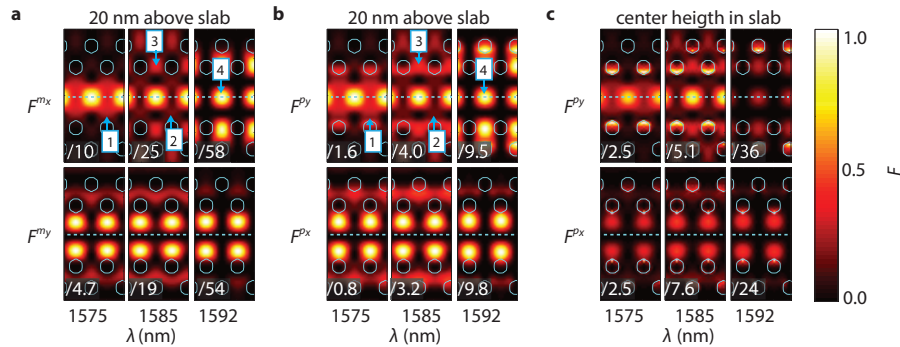 a 20 nm above slab
3
4
F^mx
1
2
/10 /25 /58
F^my
/4.7 /19 /54
1575 1585 1592
λ (nm)
b 20 nm above slab
3
4
F^py
1
2
/1.6 /4.0 /9.5
F^px
/0.8 /3.2 /9.8
1575 1585 1592
λ (nm)
c center heigth in slab
F^py
/2.5 /5.1 /36
F^px
/2.5 /7.6 /24
1575 1585 1592
λ (nm)
1.0
0.5
0.0
F